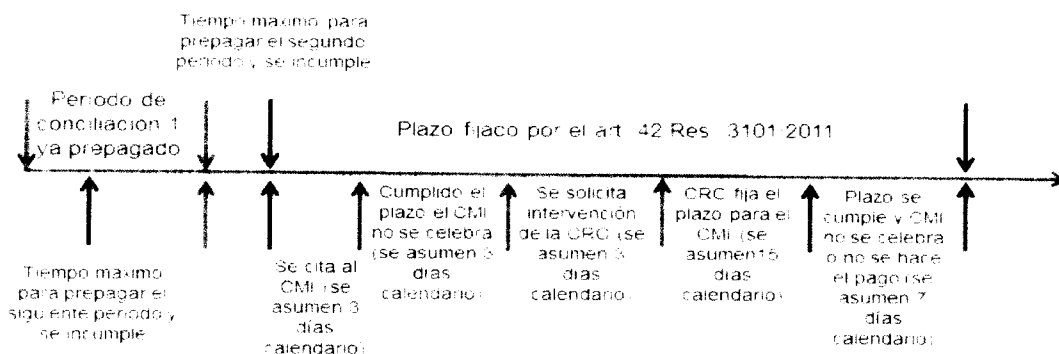 Tiempo maximo para
prepagar el segundo
periodo y se incumple
Periodo de
conciliación 1
ya prepagado
Plazo fijaco por el art 42 Res 3101 2011
Tiempo maximo
para prepagar el
siguiente periodo y
se incumple
Se cita al
CMI (se
asumen 3
días
calendario)
Cumplido el
plazo el CMI
no se celebra
(se asumen
días
calendario)
Se solicita
intervención
de la CRC (se
asumen
días
calendario)
CRC fija el
plazo para el
CMI (se
asumen 15
días
calendario)
Plazo se
cumple y CMI
no se celebra
o no se hace
el pago (se
asumen 7
días
calendario)